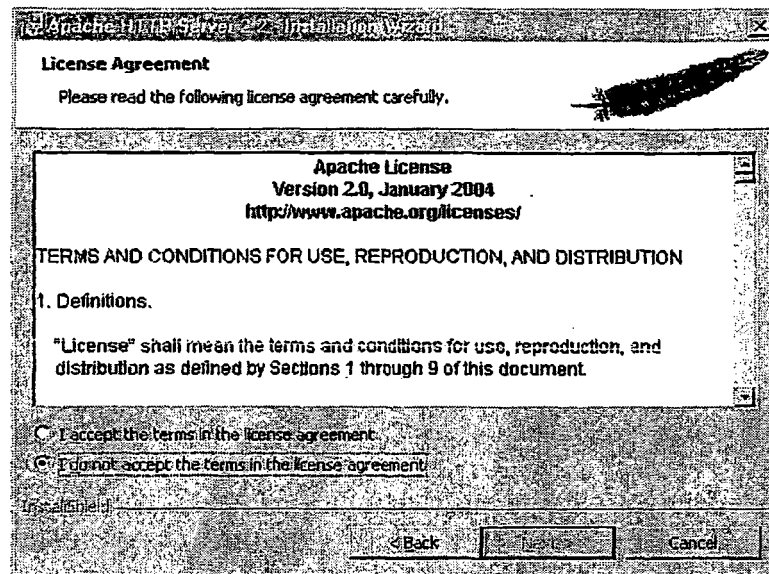 Apache HTTP Server 2.2 - Installation Wizard
License Agreement
Please read the following license agreement carefully.
Apache License
Version 2.0, January 2004
http://www.apache.org/licenses/
TERMS AND CONDITIONS FOR USE, REPRODUCTION, AND DISTRIBUTION
1. Definitions.
"License" shall mean the terms and conditions for use, reproduction, and
distribution as defined by Sections 1 through 9 of this document.
I accept the terms in the license agreement
I do not accept the terms in the license agreement
InstallShield
< Back
Next >
Cancel